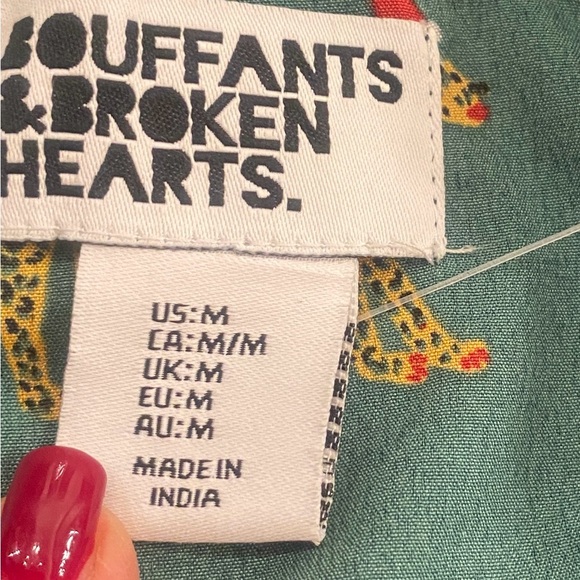 BOUFFANTS
&BROKEN
HEARTS.
US:M
CA:M/M
UK:M
EU:M
AU:M
MADE IN
INDIA